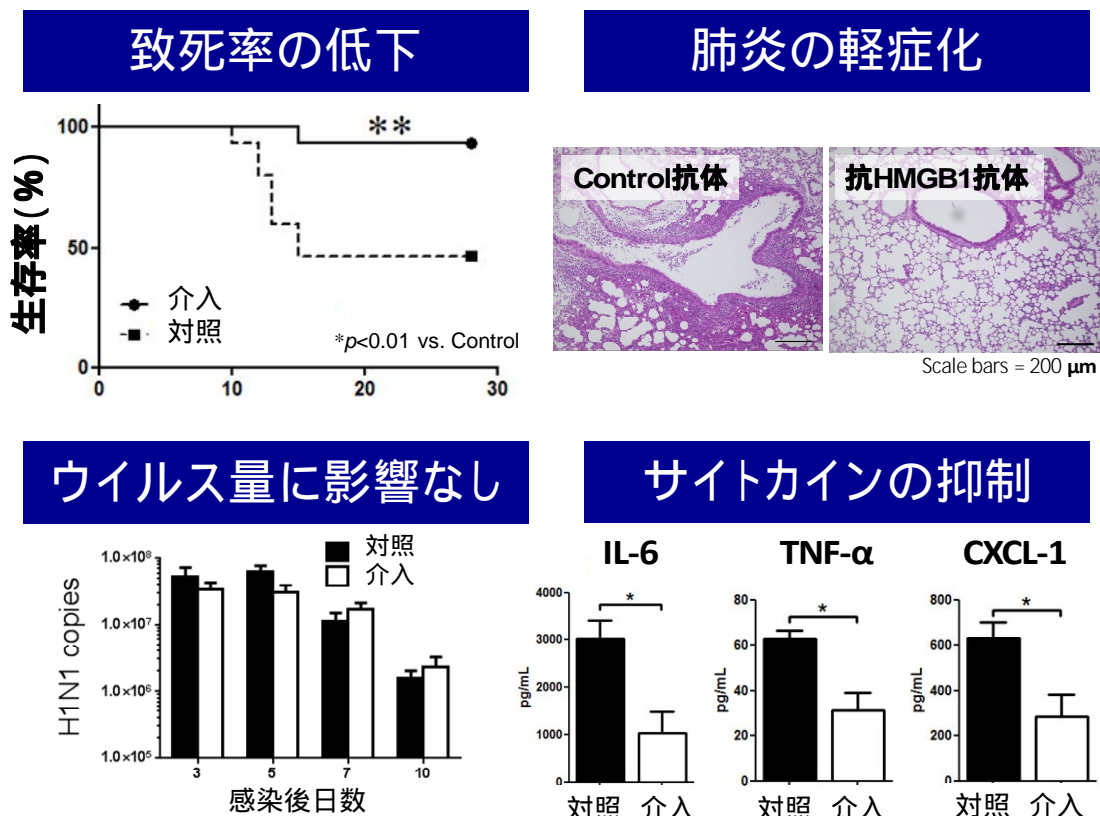 致死率の低下
生存率(%)
100
50
0
0 10 20 30
**
介入
対照
*p<0.01 vs. Control
肺炎の軽症化
Control抗体
抗HMGB1抗体
Scale bars = 200 μm
ウイルス量に影響なし
H1N1 copies
1.0×10⁸
1.0×10⁷
1.0×10⁶
1.0×10⁵
対照
介入
3 5 7 10
感染後日数
サイトカインの抑制
IL-6
pg/mL
4000
3000
2000
1000
0
*
対照 介入
TNF-α
pg/mL
80
60
40
20
0
*
対照 介入
CXCL-1
pg/mL
800
600
400
200
0
*
対照 介入